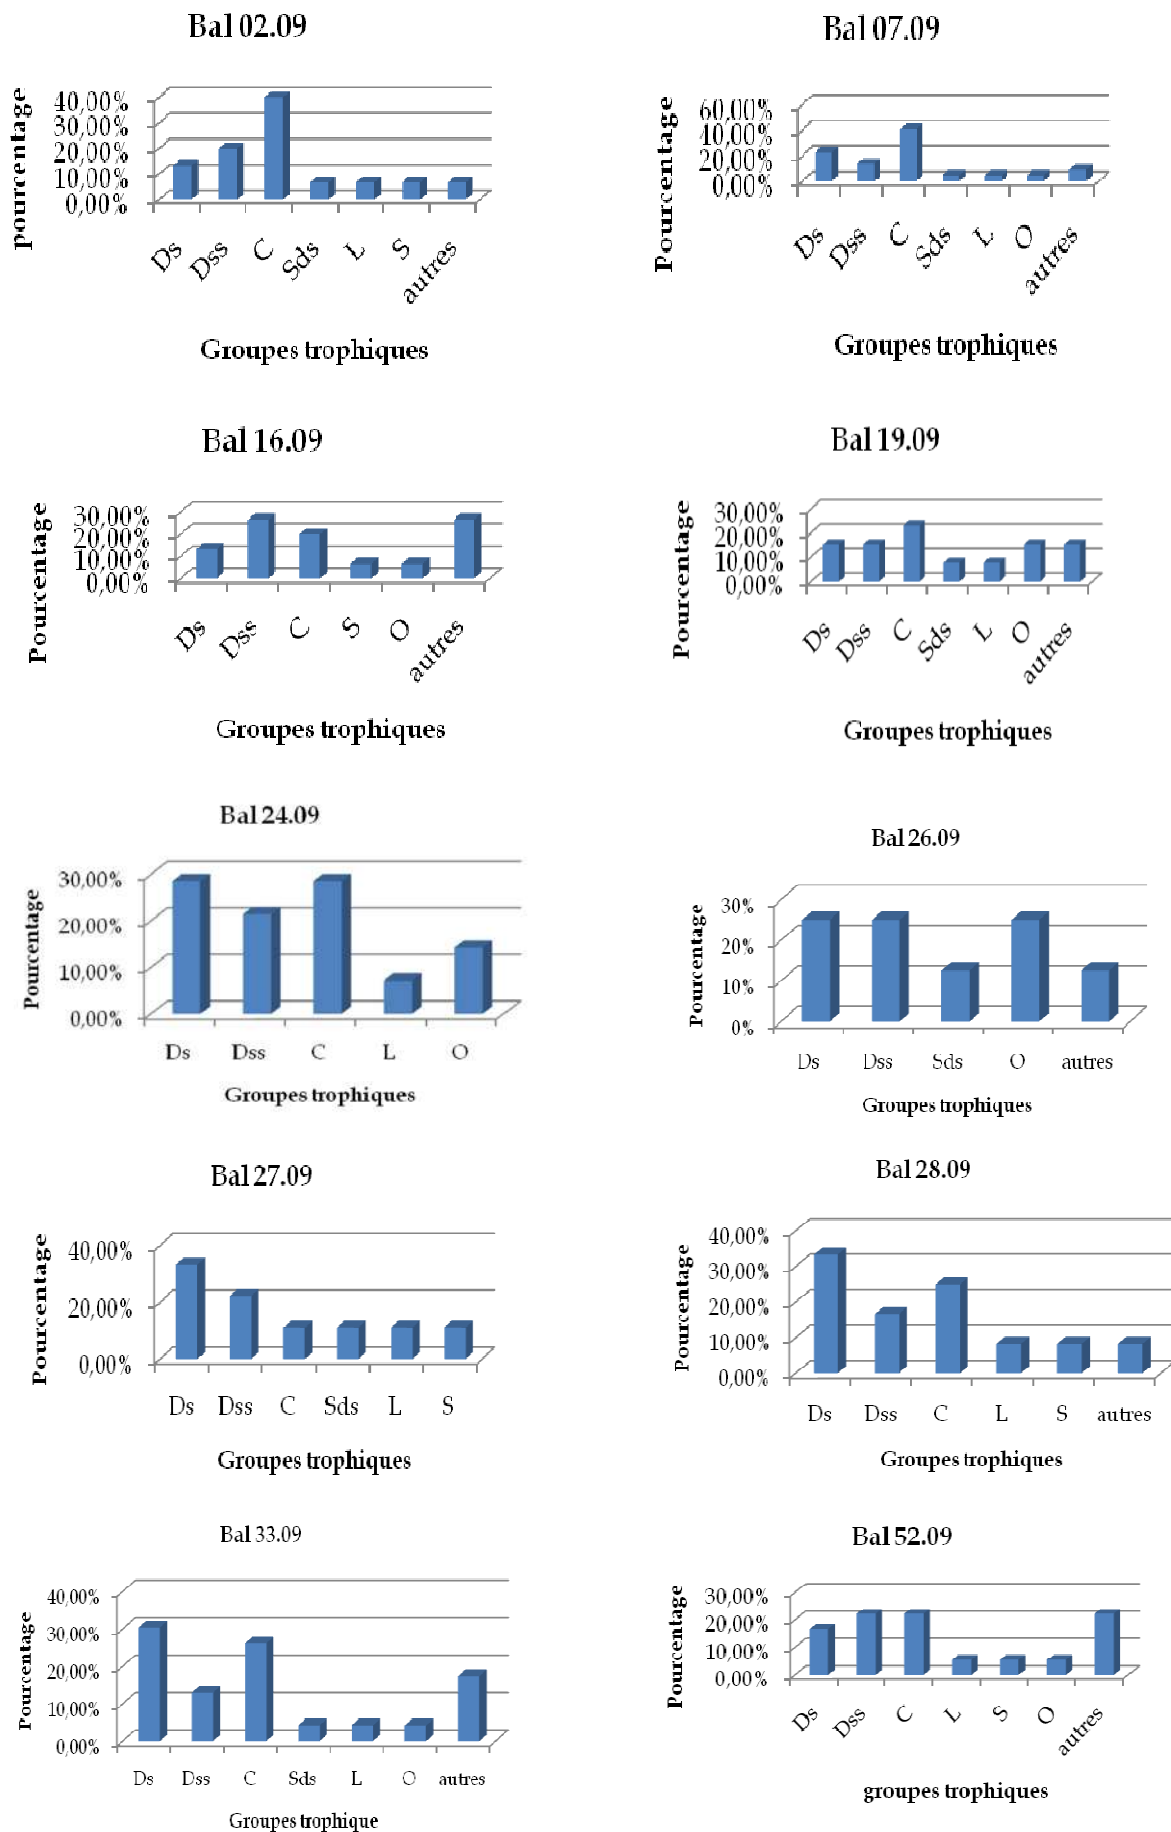 Bal 02.09
pourcentage
40,00%
30,00%
20,00%
10,00%
0,00%
Ds Dss C Sds L S autres
Groupes trophiques
Bal 07.09
Pourcentage
60,00%
40,00%
20,00%
0,00%
Ds Dss C Sds L O autres
Groupes trophiques
Bal 16.09
Pourcentage
30,00%
20,00%
10,00%
0,00%
Ds Dss C S O autres
Groupes trophiques
Bal 19.09
Pourcentage
30,00%
20,00%
10,00%
0,00%
Ds Dss C Sds L O autres
Groupes trophiques
Bal 24.09
Pourcentage
30,00%
20,00%
10,00%
0,00%
Ds Dss C L O
Groupes trophiques
Bal 26.09
Pourcentage
30%
20%
10%
0%
Ds Dss Sds O autres
Groupes trophiques
Bal 27.09
Pourcentage
40,00%
20,00%
0,00%
Ds Dss C Sds L S
Groupes trophiques
Bal 28.09
Pourcentage
40,00%
30,00%
20,00%
10,00%
0,00%
Ds Dss C L S autres
Groupes trophiques
Bal 33.09
Pourcentage
40,00%
30,00%
20,00%
10,00%
0,00%
Ds Dss C Sds L O autres
Groupes trophique
Bal 52.09
Pourcentage
30,00%
20,00%
10,00%
0,00%
Ds Dss C L S O autres
groupes trophiques